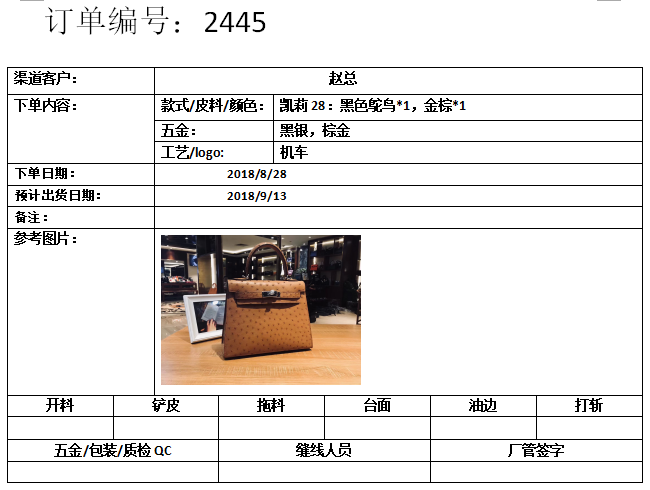 订单编号：2445
渠道客户： 赵总
下单内容： 款式/皮料/颜色： 凯莉 28：黑色鸵鸟*1，金棕*1
五金： 黑银，棕金
工艺/logo: 机车
下单日期： 2018/8/28
预计出货日期： 2018/9/13
备注：
参考图片：
开料 铲皮 拖料 台面 油边 打斩
五金/包装/质检 QC 缝线人员 厂管签字